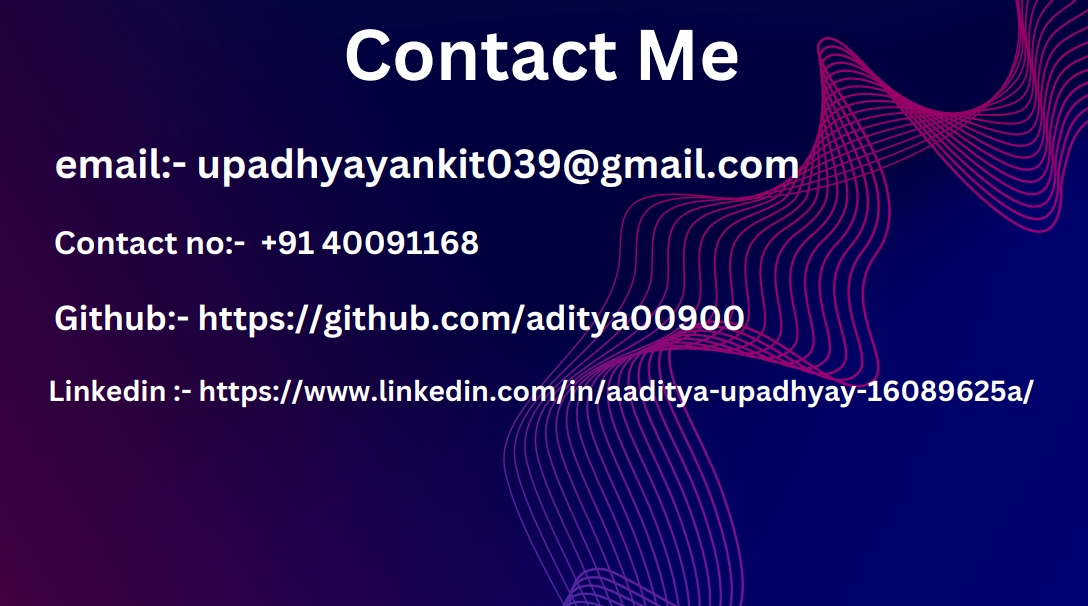 Contact Me
email:- upadhyayankit039@gmail.com
Contact no:- +91 40091168
Github:- https://github.com/aditya00900
Linkedin :- https://www.linkedin.com/in/aaditya-upadhyay-16089625a/